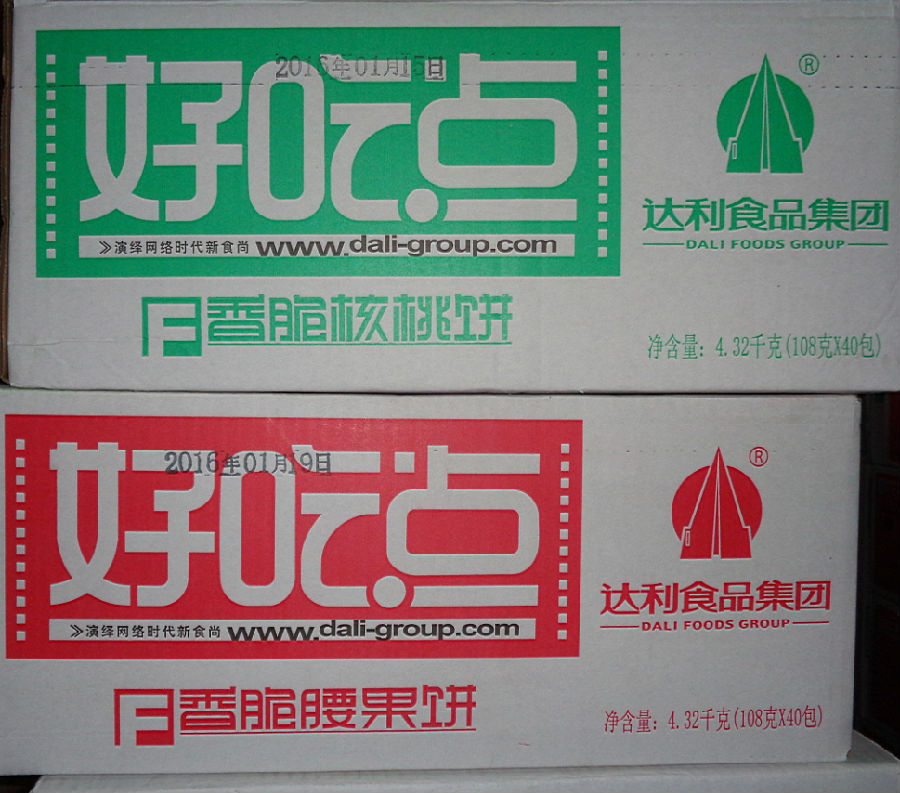 2016年01月15日
好吃点
®
达利食品集团
DALI FOODS GROUP
≫演绎网络时代新食尚 www.dali-group.com
香脆核桃饼
净含量：4.32千克(108克X40包)
2016年01月19日
好吃点
®
达利食品集团
DALI FOODS GROUP
≫演绎网络时代新食尚 www.dali-group.com
香脆腰果饼
净含量：4.32千克(108克X40包)